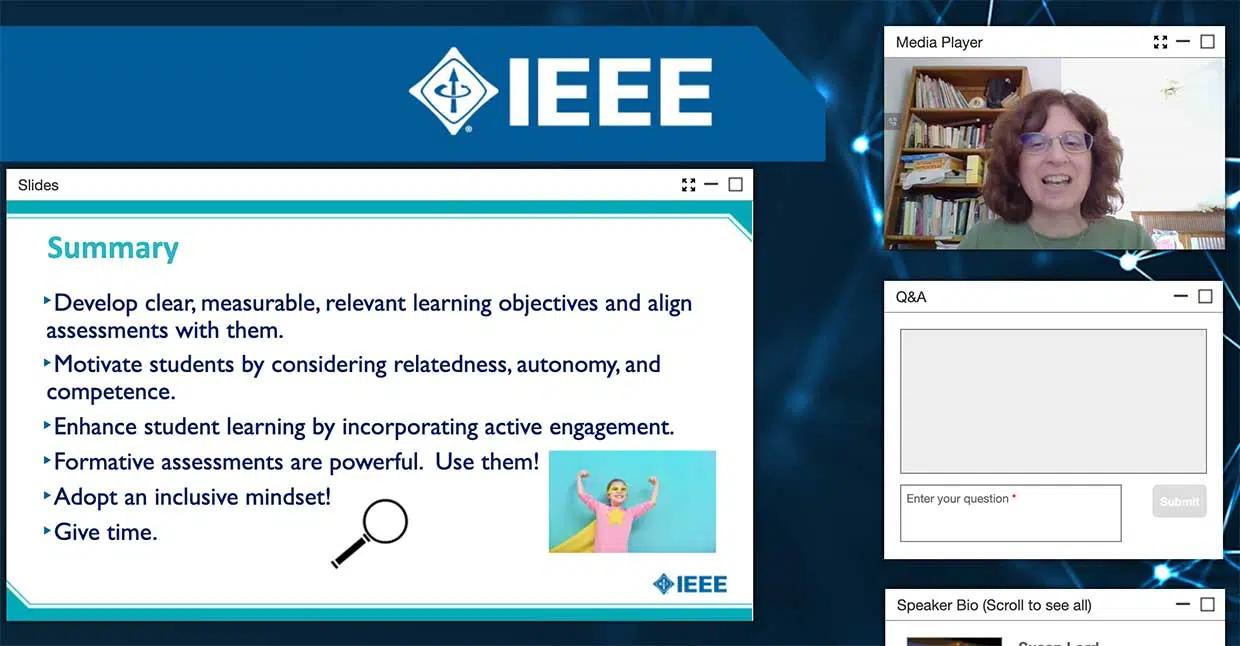 IEEE
Media Player
Slides
Summary
‣Develop clear, measurable, relevant learning objectives and align
assessments with them.
‣Motivate students by considering relatedness, autonomy, and
competence.
‣Enhance student learning by incorporating active engagement.
‣Formative assessments are powerful.  Use them!
‣Adopt an inclusive mindset!
‣Give time.
IEEE
Q&A
Enter your question *
Submit
Speaker Bio (Scroll to see all)